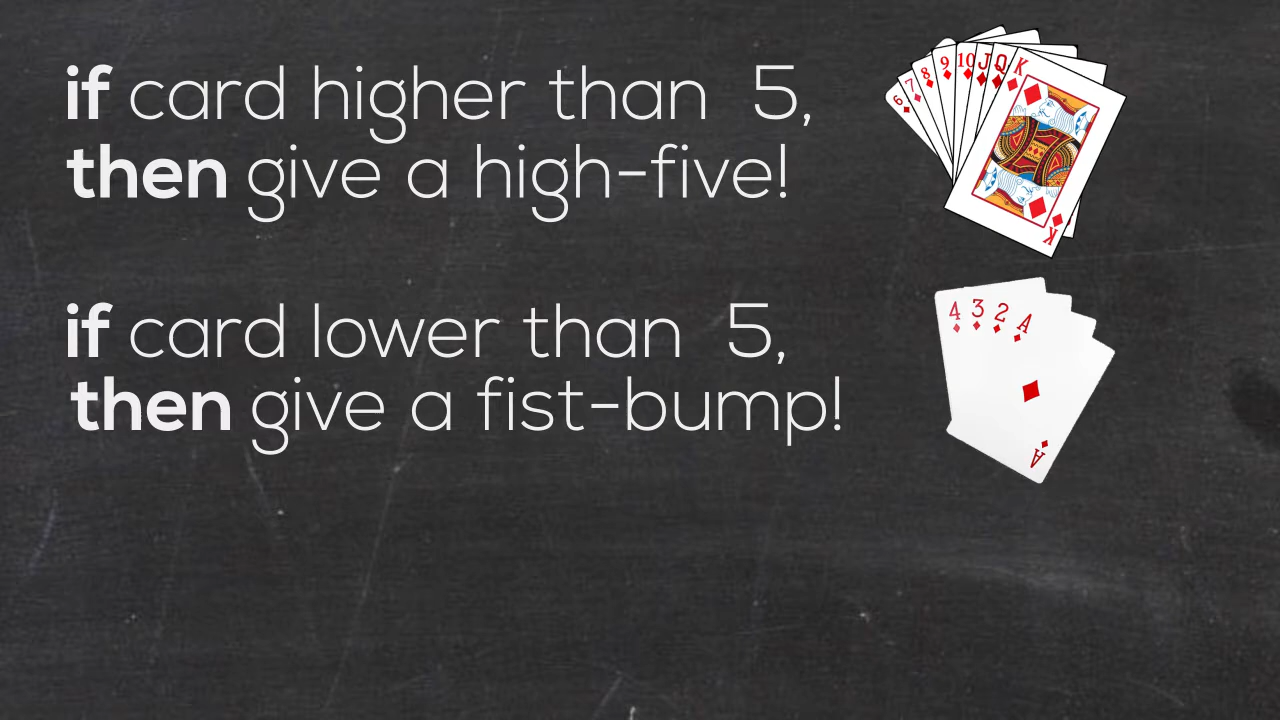 if card higher than 5,
then give a high-five!
6 7 8 9 10 J Q K
K
if card lower than 5,
then give a fist-bump!
4 3 2 A
A